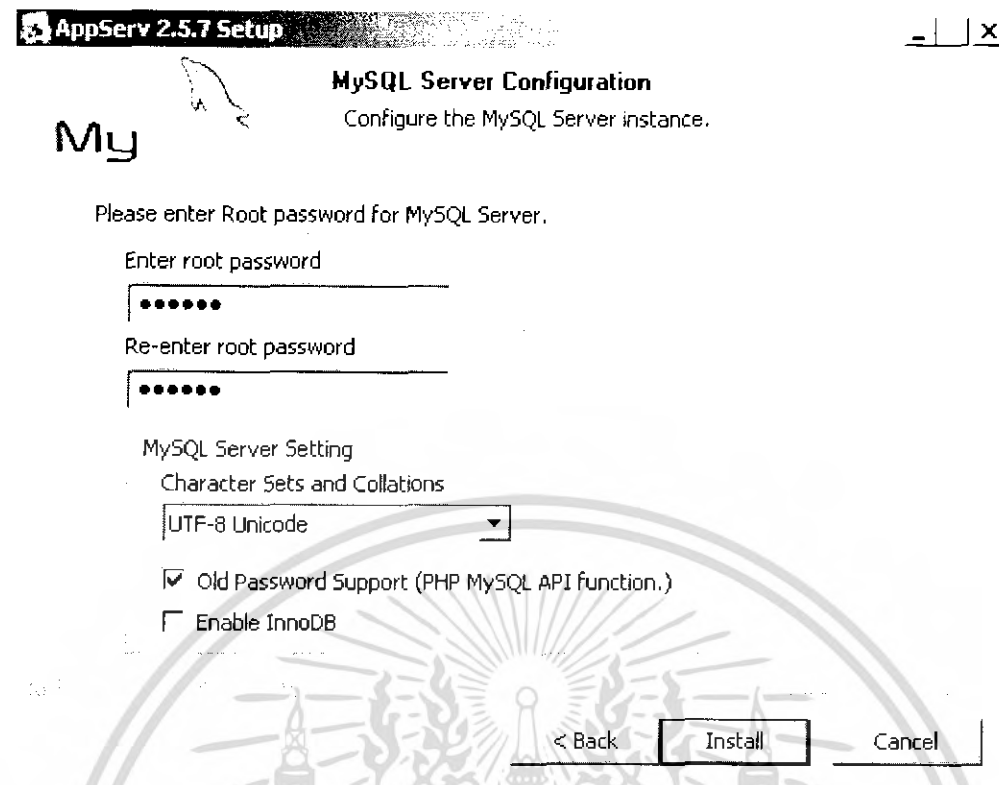 AppServ 2.5.7 Setup
MySQL Server Configuration
Configure the MySQL Server instance.
My
Please enter Root password for MySQL Server.
Enter root password
••••••
Re-enter root password
••••••
MySQL Server Setting
Character Sets and Collations
UTF-8 Unicode
Old Password Support (PHP MySQL API function.)
Enable InnoDB
< Back Install Cancel